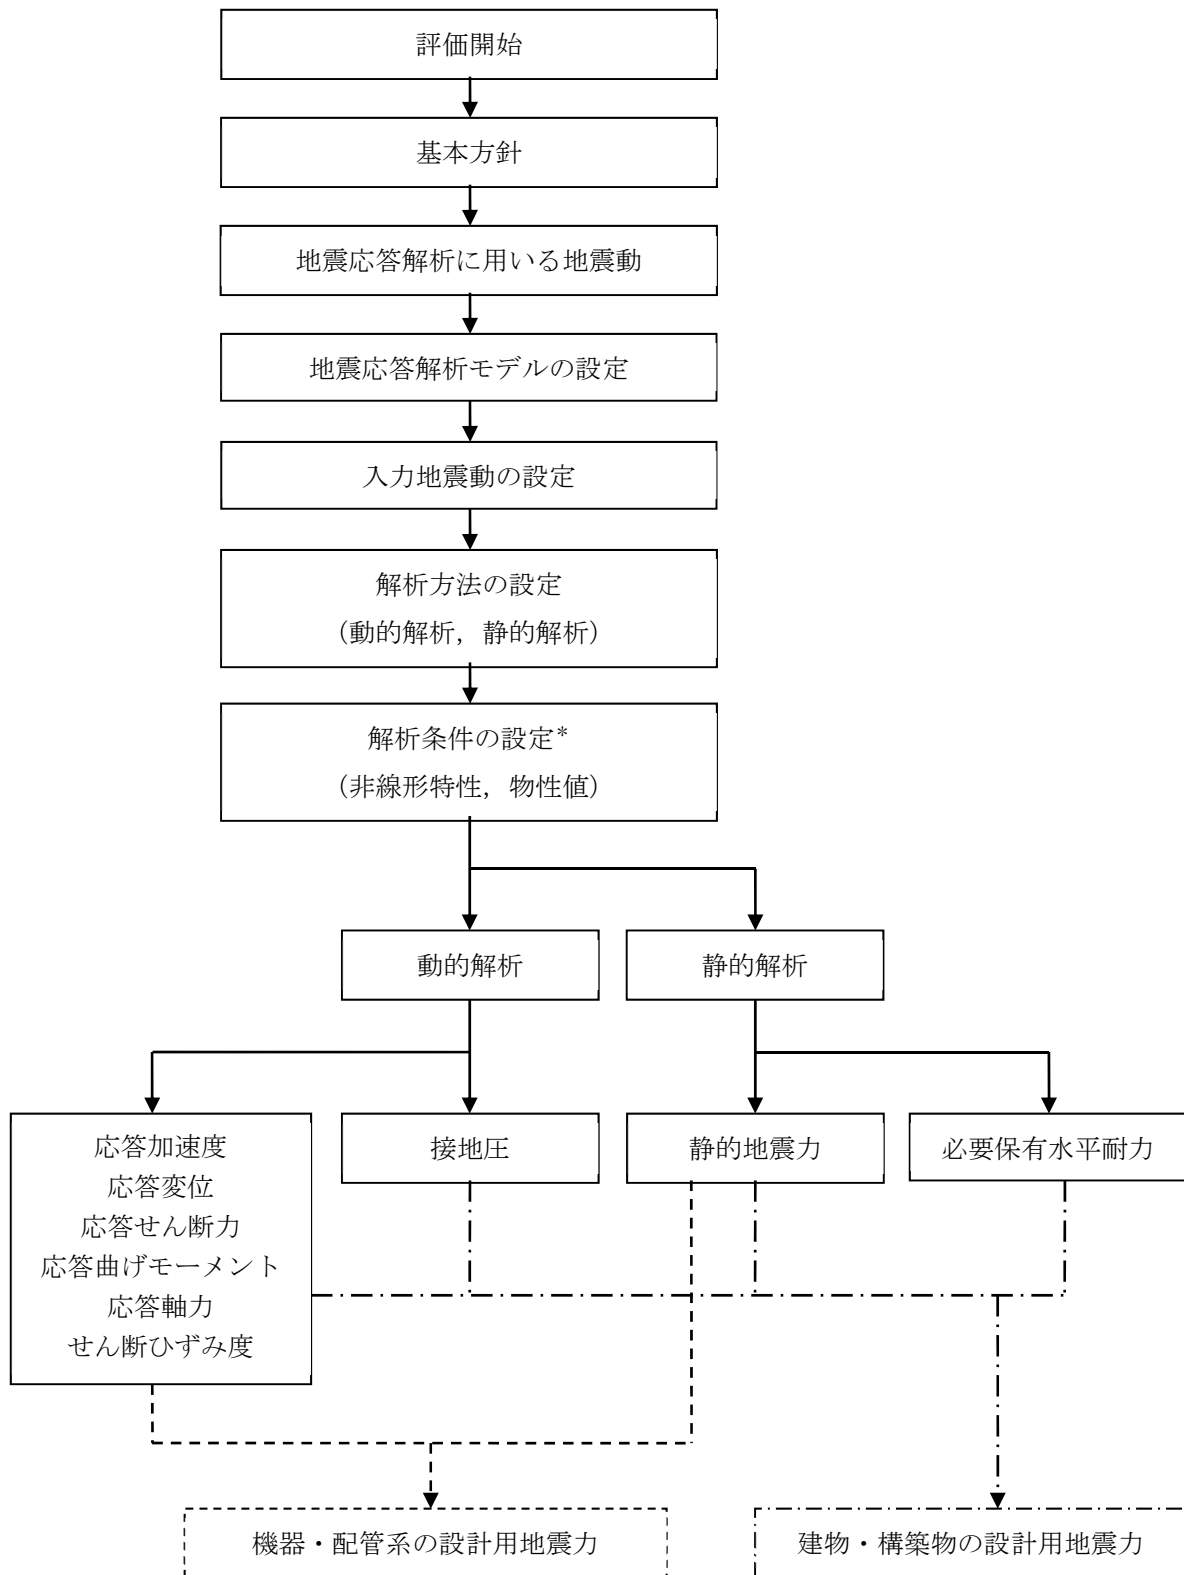 評価開始
基本方針
地震応答解析に用いる地震動
地震応答解析モデルの設定
入力地震動の設定
解析方法の設定
（動的解析，静的解析）
解析条件の設定*
（非線形特性，物性値）
動的解析
静的解析
応答加速度
応答変位
応答せん断力
応答曲げモーメント
応答軸力
せん断ひずみ度
接地圧
静的地震力
必要保有水平耐力
機器・配管系の設計用地震力
建物・構築物の設計用地震力